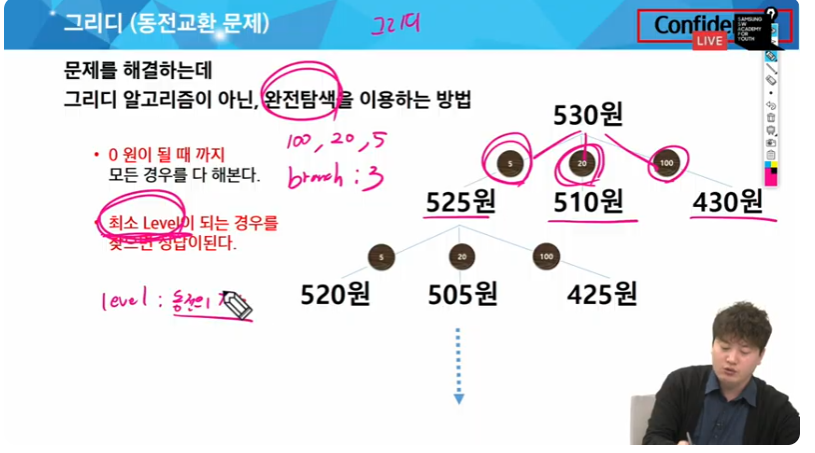 그리디 (동전교환 문제)
그리디
Confide
LIVE
SAMSUNG
SW
ACADEMY
FOR
YOUTH
문제를 해결하는데
그리디 알고리즘이 아닌, 완전탐색을 이용하는 방법
100, 20, 5
branch : 3
• 0 원이 될 때 까지
모든 경우를 다 해본다.
• 최소 Level이 되는 경우를
찾으면 정답이된다.
level : 동전의
530원
5 20 100
525원 510원 430원
5 20 100
520원 505원 425원